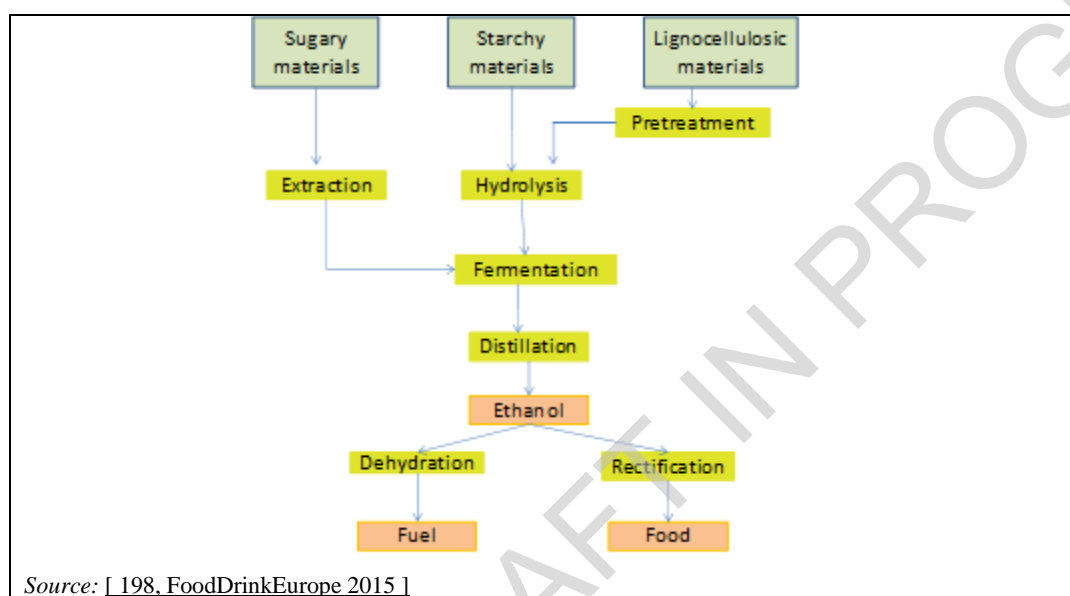 Sugary
materials
Starchy
materials
Lignocellulosic
materials
Pretreatment
Extraction
Hydrolysis
Fermentation
Distillation
Ethanol
Dehydration
Rectification
Fuel
Food
Source: [ 198, FoodDrinkEurope 2015 ]